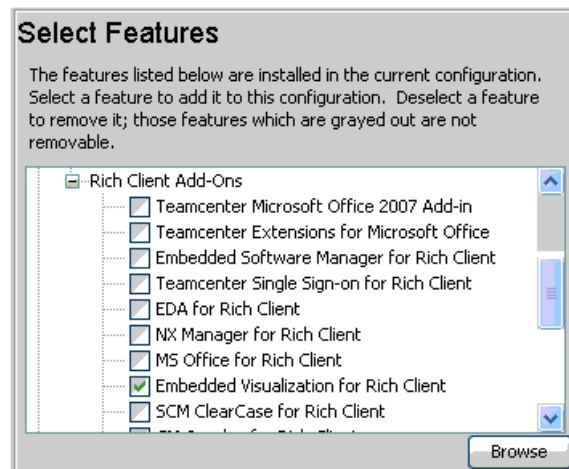 Select Features
The features listed below are installed in the current configuration.
Select a feature to add it to this configuration. Deselect a feature
to remove it; those features which are grayed out are not
removable.
Rich Client Add-Ons
Teamcenter Microsoft Office 2007 Add-in
Teamcenter Extensions for Microsoft Office
Embedded Software Manager for Rich Client
Teamcenter Single Sign-on for Rich Client
EDA for Rich Client
NX Manager for Rich Client
MS Office for Rich Client
Embedded Visualization for Rich Client
SCM ClearCase for Rich Client
for Rich Client
Browse